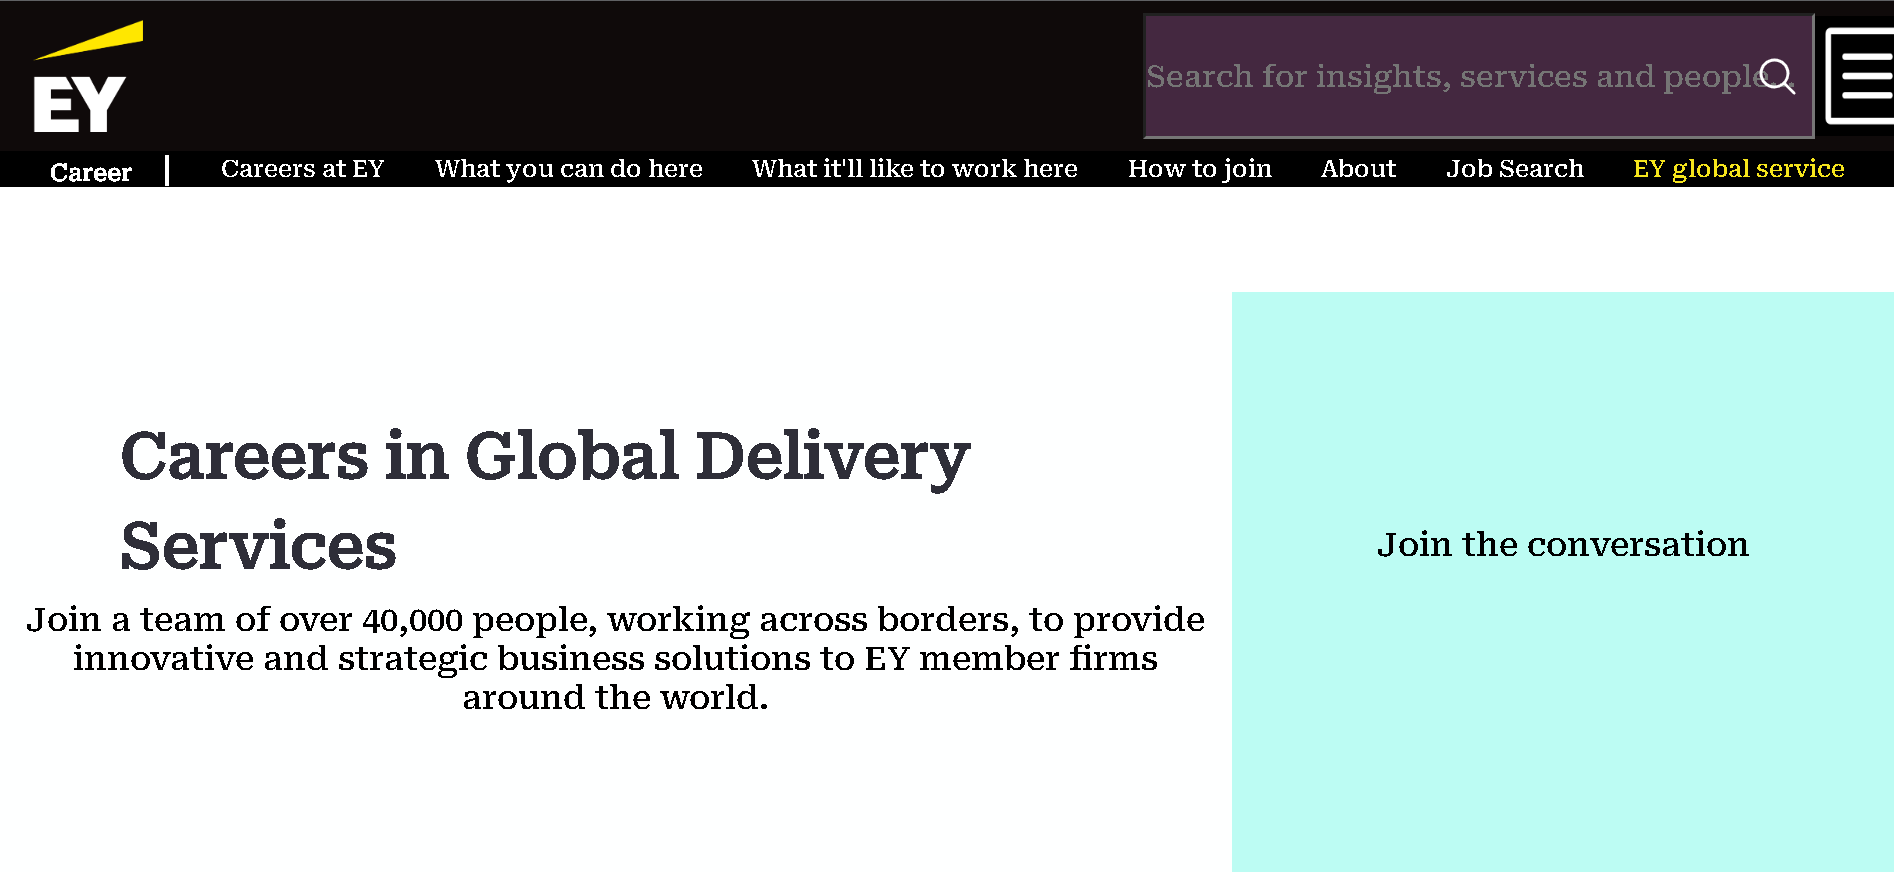 EY
Search for insights, services and people...
Career
Careers at EY
What you can do here
What it'll like to work here
How to join
About
Job Search
EY global service
Careers in Global Delivery
Services
Join a team of over 40,000 people, working across borders, to provide
innovative and strategic business solutions to EY member firms
around the world.
Join the conversation